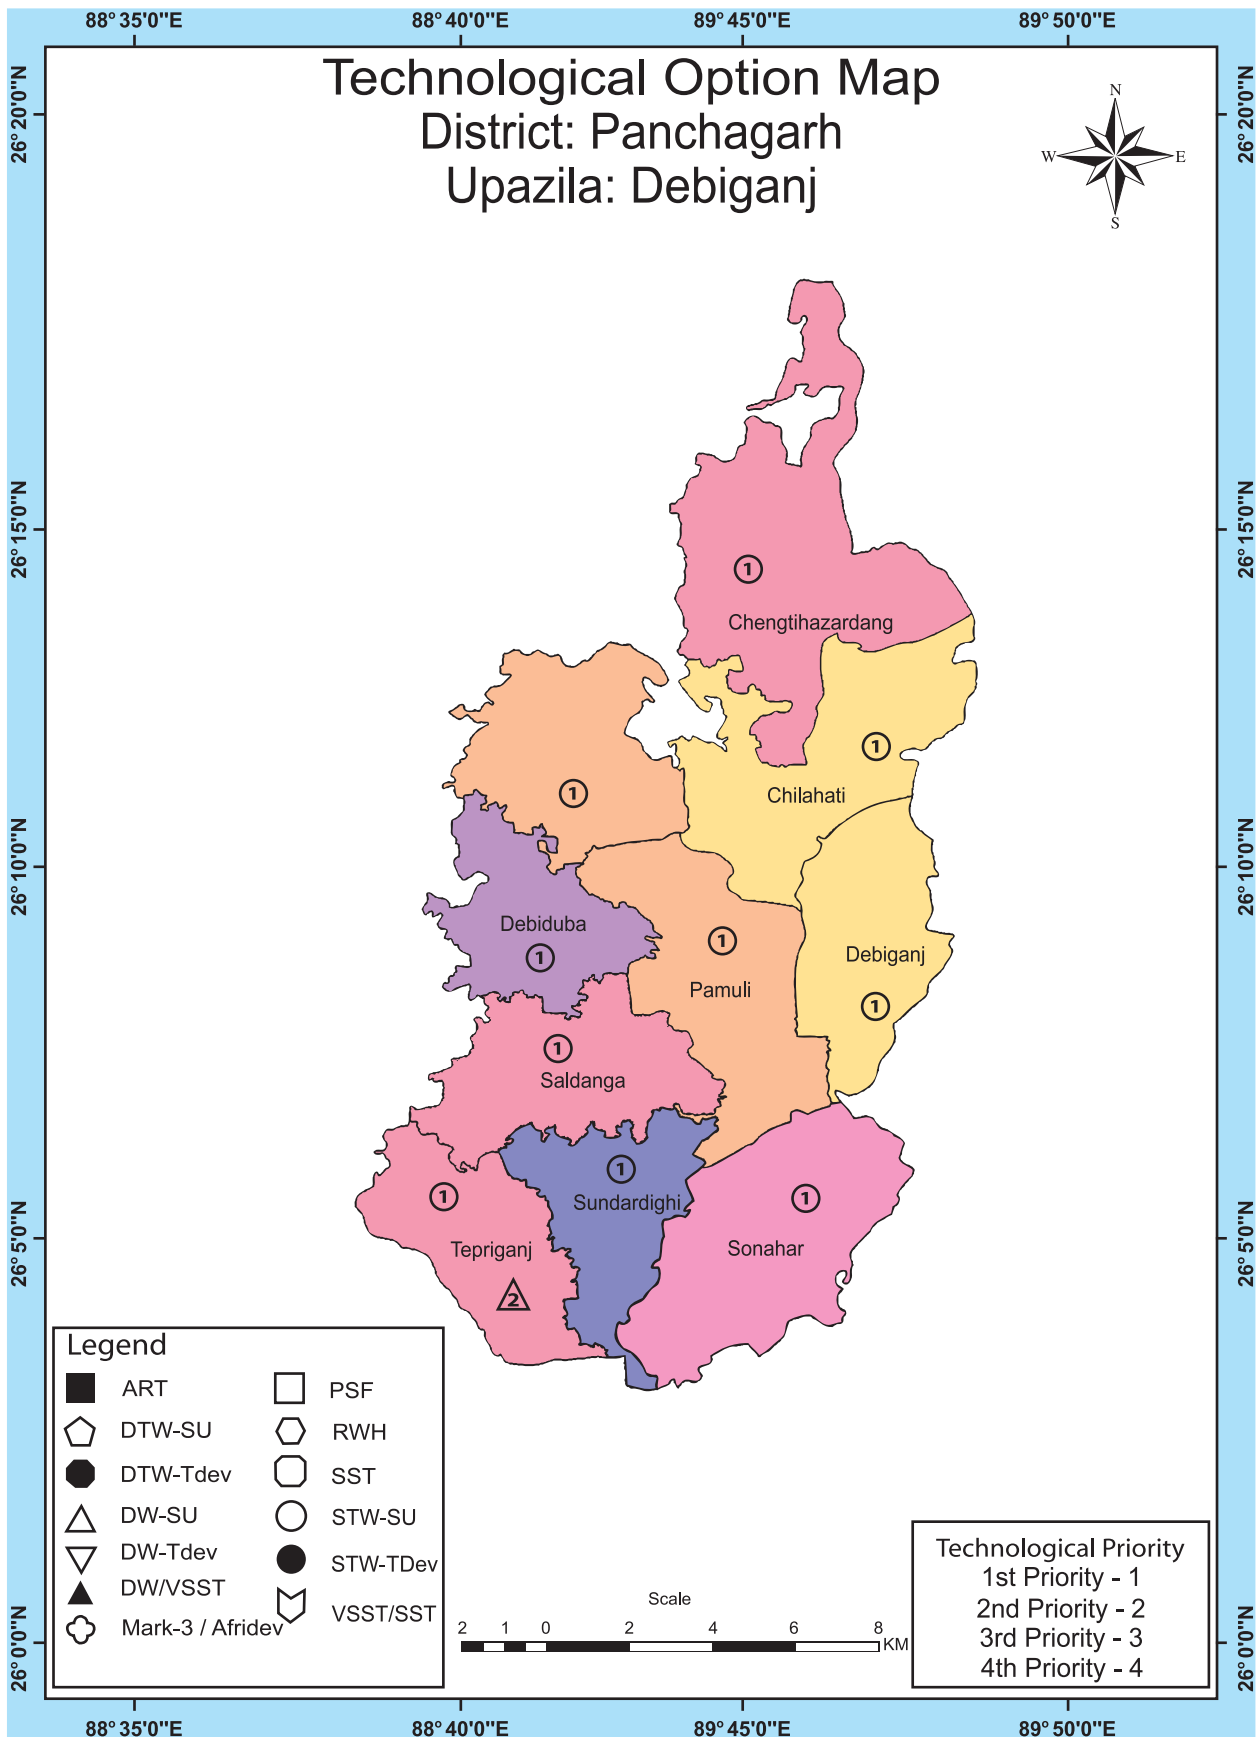 88°35'0"E 88°40'0"E 89°45'0"E 89°50'0"E
Technological Option Map
District: Panchagarh
Upazila: Debiganj
N
W E
S
26°20'0"N 26°20'0"N
26°15'0"N 26°15'0"N
1
Chengtihazardang
1
1
Chilahati
26°10'0"N 26°10'0"N
Debiduba
1
1
Debiganj
1
Pamuli
1
1
Saldanga
1
Sundardighi
1
Tepriganj
2
1
Sonahar
26°5'0"N 26°5'0"N
Legend
ART
DTW-SU
DTW-Tdev
DW-SU
DW-Tdev
DW/VSST
Mark-3 / Afridev
PSF
RWH
SST
STW-SU
STW-TDev
VSST/SST
Scale
2 1 0 2 4 6 8
KM
Technological Priority
1st Priority - 1
2nd Priority - 2
3rd Priority - 3
4th Priority - 4
26°0'0"N 26°0'0"N
88°35'0"E 88°40'0"E 89°45'0"E 89°50'0"E